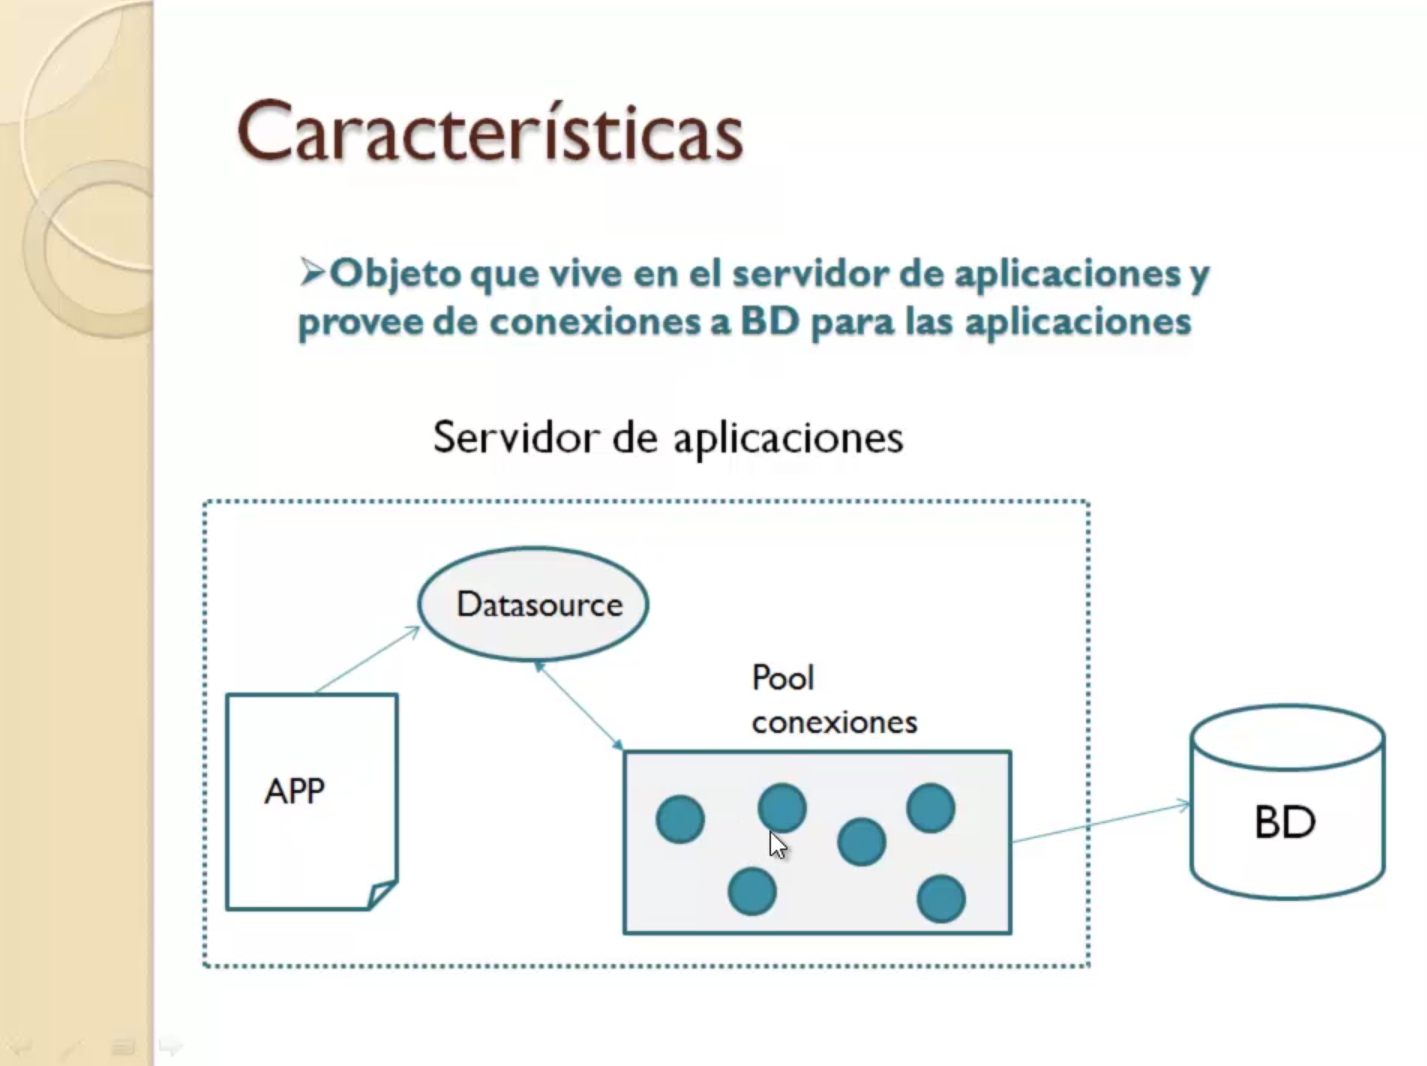 Características
➢Objeto que vive en el servidor de aplicaciones y
provee de conexiones a BD para las aplicaciones
Servidor de aplicaciones
Datasource
Pool
conexiones
APP
BD